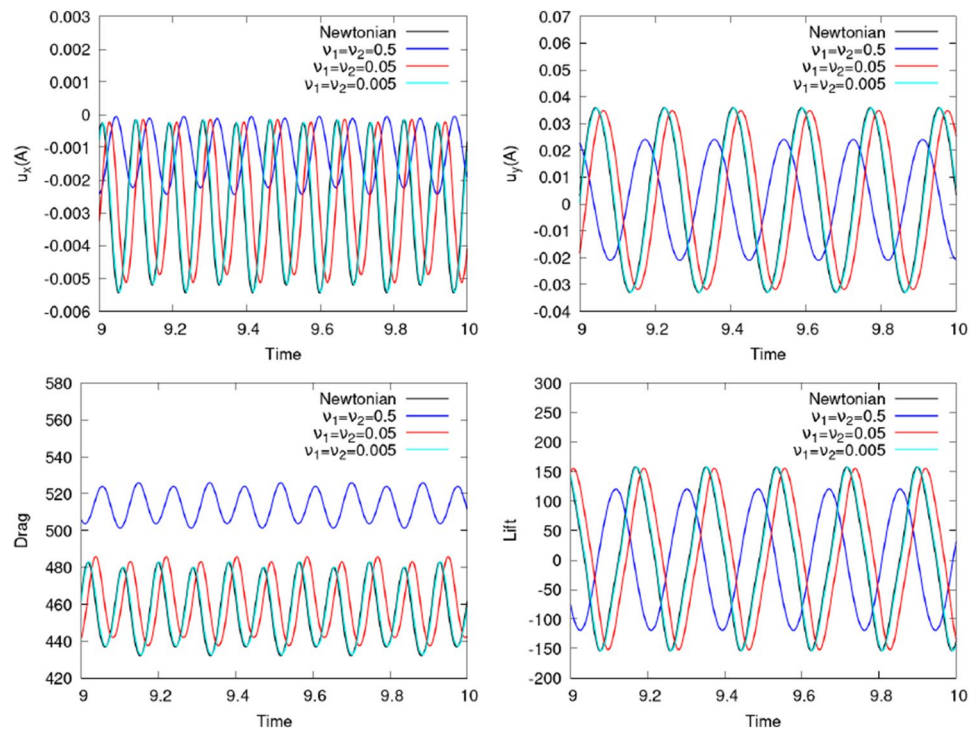 0.003
0.002
0.001
0
-0.001
-0.002
-0.003
-0.004
-0.005
-0.006
uₓ(A)
Newtonian
ν₁=ν₂=0.5
ν₁=ν₂=0.05
ν₁=ν₂=0.005
9 9.2 9.4 9.6 9.8 10
Time
0.07
0.06
0.05
0.04
0.03
0.02
0.01
0
-0.01
-0.02
-0.03
-0.04
u_y(A)
Newtonian
ν₁=ν₂=0.5
ν₁=ν₂=0.05
ν₁=ν₂=0.005
9 9.2 9.4 9.6 9.8 10
Time
580
560
540
520
500
480
460
440
420
Drag
Newtonian
ν₁=ν₂=0.5
ν₁=ν₂=0.05
ν₁=ν₂=0.005
9 9.2 9.4 9.6 9.8 10
Time
300
250
200
150
100
50
0
-50
-100
-150
-200
Lift
Newtonian
ν₁=ν₂=0.5
ν₁=ν₂=0.05
ν₁=ν₂=0.005
9 9.2 9.4 9.6 9.8 10
Time